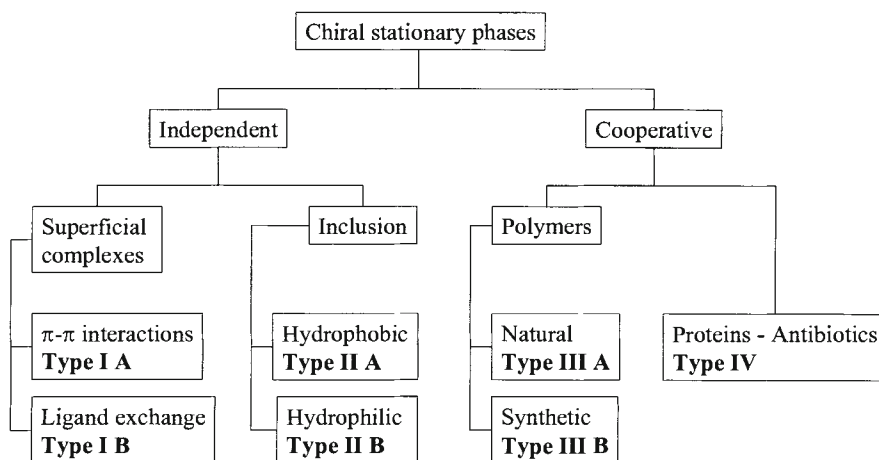 Chiral stationary phases
Independent
Cooperative
Superficial
complexes
Inclusion
Polymers
π-π interactions
Type I A
Hydrophobic
Type II A
Natural
Type III A
Proteins - Antibiotics
Type IV
Ligand exchange
Type I B
Hydrophilic
Type II B
Synthetic
Type III B